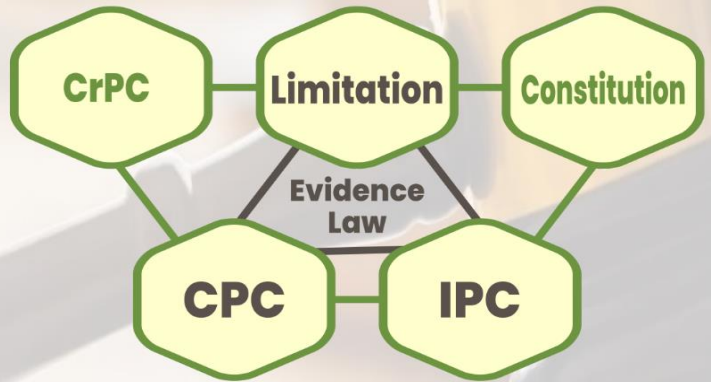 CrPC
Limitation
Constitution
Evidence
Law
CPC
IPC